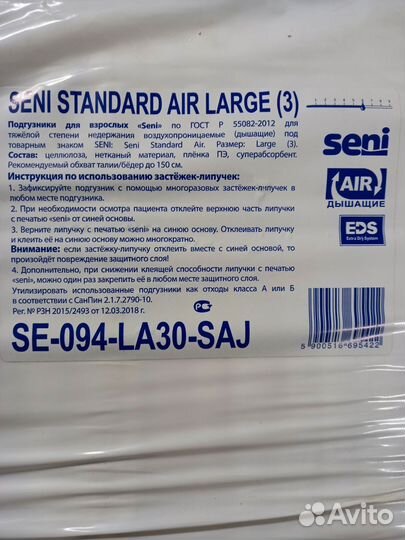 SENI STANDARD AIR LARGE (3)
Подгузники для взрослых «Seni» по ГОСТ Р 55082-2012 для
тяжёлой степени недержания воздухопроницаемые (дышащие) под
товарным знаком SENI: Seni Standard Air. Размер: Large (3).
Состав: целлюлоза, нетканый материал, плёнка ПЭ, суперабсорбент.
Рекомендуемый обхват талии/бёдер до 150 см.
Инструкция по использованию застёжек-липучек:
1. Зафиксируйте подгузник с помощью многоразовых застёжек-липучек в
любом месте подгузника.
2. При необходимости осмотра пациента отклейте верхнюю часть липучки
с печатью «seni» от синей основы.
3. Верните липучку с печатью «seni» на синюю основу. Отклеивать липучку
и клеить её на синюю основу можно многократно.
Внимание: если застёжку-липучку отклеить вместе с синей основой, то
произойдёт повреждение защитного слоя!
4. Дополнительно, при снижении клеящей способности липучки с печатью
«seni», можно один раз закрепить её в любом месте защитного слоя.
Утилизировать использованные подгузники как отходы класса А или Б
в соответствии с СанПин 2.1.7.2790-10.
Рег. № РЗН 2015/2493 от 12.03.2018 г.
SE-094-LA30-SAJ
seni
AIR
ДЫШАЩИЕ
EDS
Extra Dry System
5 900516 695422
Avito